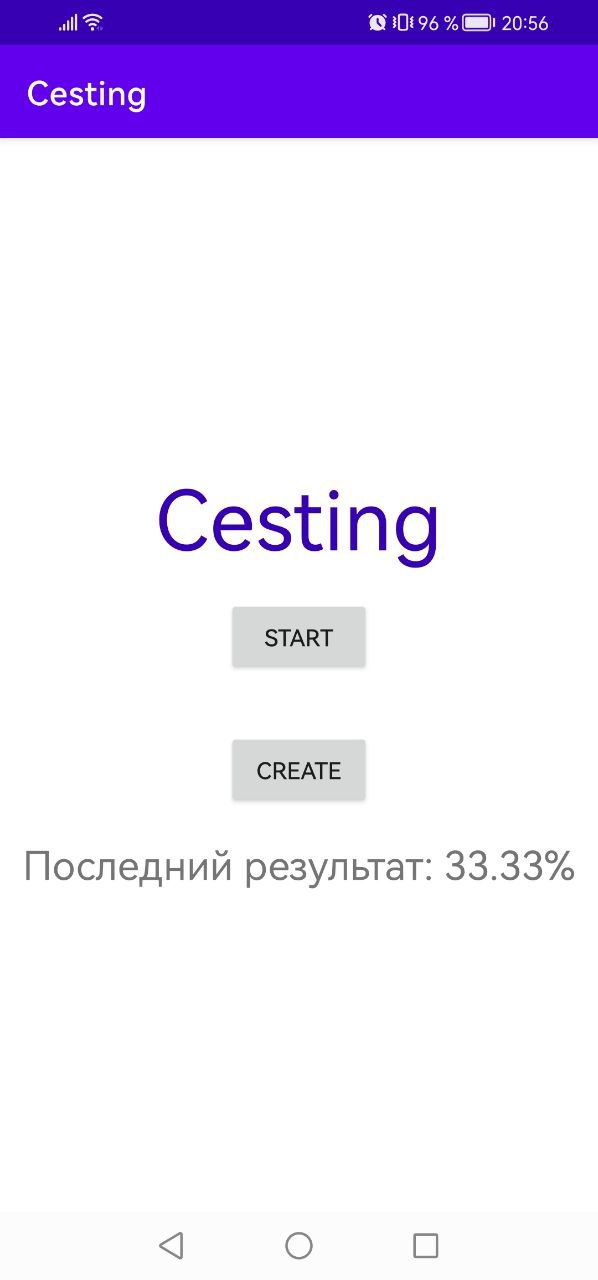 96 % 20:56
Cesting
Cesting
START
CREATE
Последний результат: 33.33%